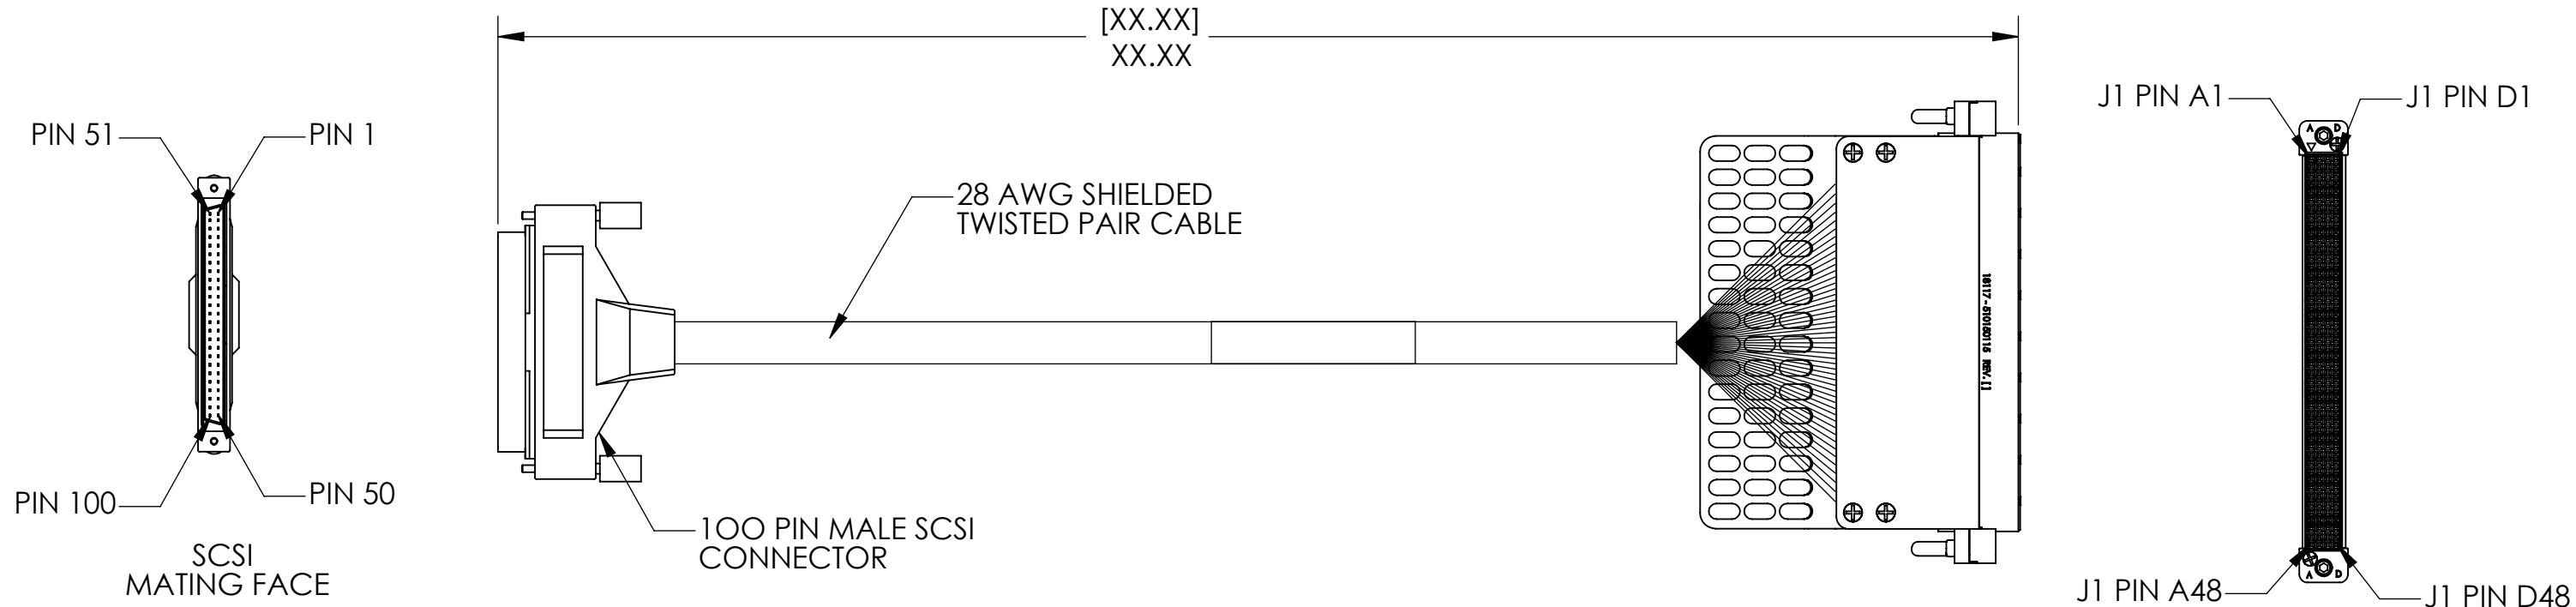 [XX.XX]
XX.XX
PIN 51
PIN 1
PIN 100
PIN 50
SCSI
MATING FACE
28 AWG SHIELDED
TWISTED PAIR CABLE
100 PIN MALE SCSI
CONNECTOR
J1 PIN A1
J1 PIN D1
A D
A D
J1 PIN A48
J1 PIN D48